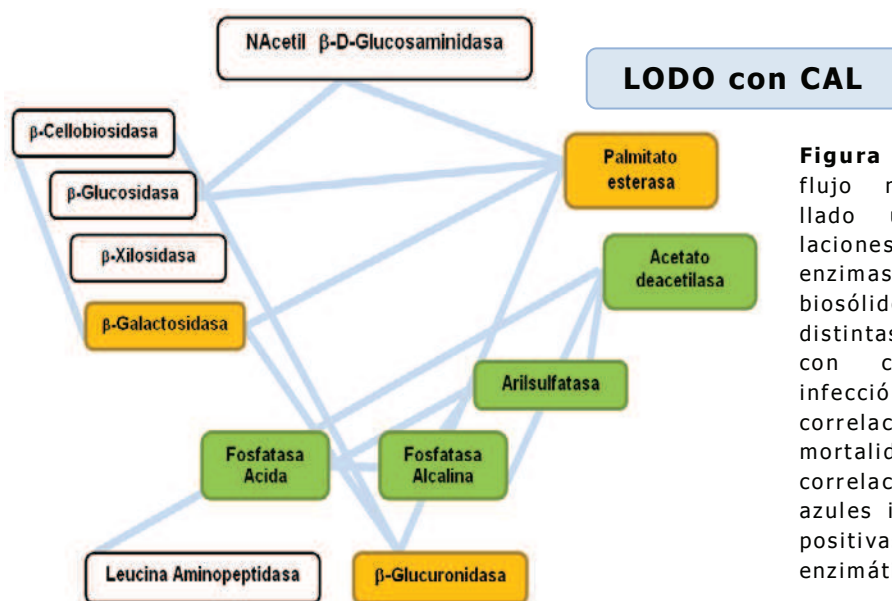 NAcetil β-D-Glucosaminidasa
LODO con CAL
β-Cellobiosidasa
β-Glucosidasa
β-Xilosidasa
β-Galactosidasa
Palmitato
esterasa
Acetato
deacetilasa
Arilsulfatasa
Fosfatasa
Acida
Fosfatasa
Alcalina
Leucina Aminopeptidasa
β-Glucuronidasa
Figura
flujo
llado
laciones
enzimas
biosólid
distintas
con c
infecció
correlac
mortalid
correlac
azules i
positiva
enzimát